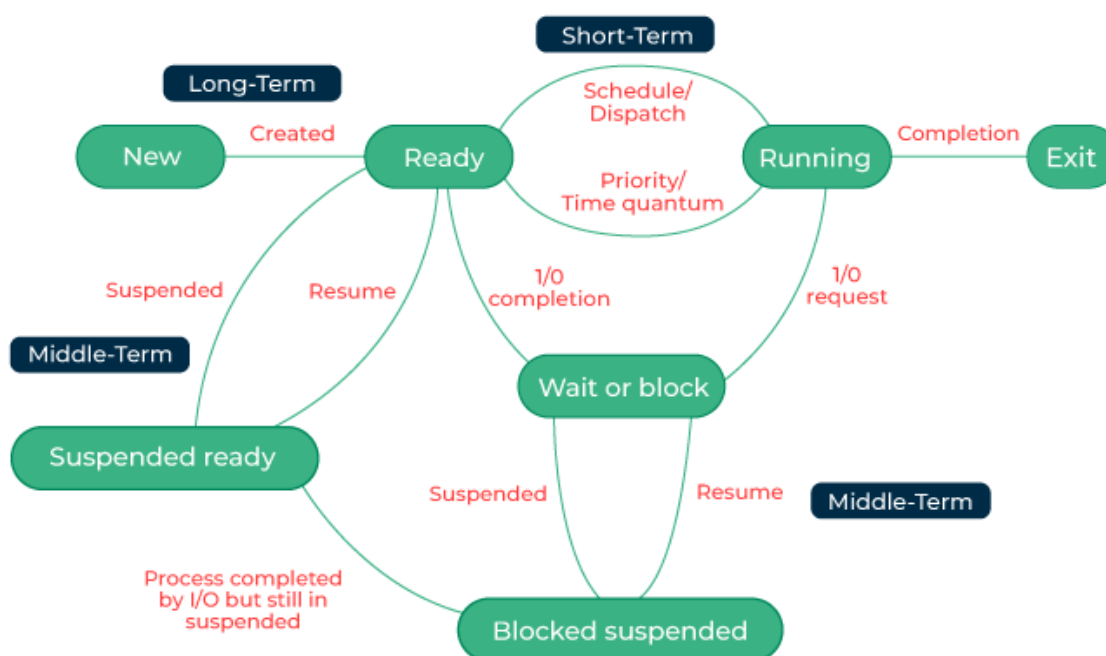 Short-Term
Long-Term
Schedule/
Dispatch
Created
Completion
New
Ready
Running
Exit
Priority/
Time quantum
Suspended
Resume
1/0
completion
1/0
request
Middle-Term
Wait or block
Suspended ready
Suspended
Resume
Middle-Term
Process completed
by I/O but still in
suspended
Blocked suspended